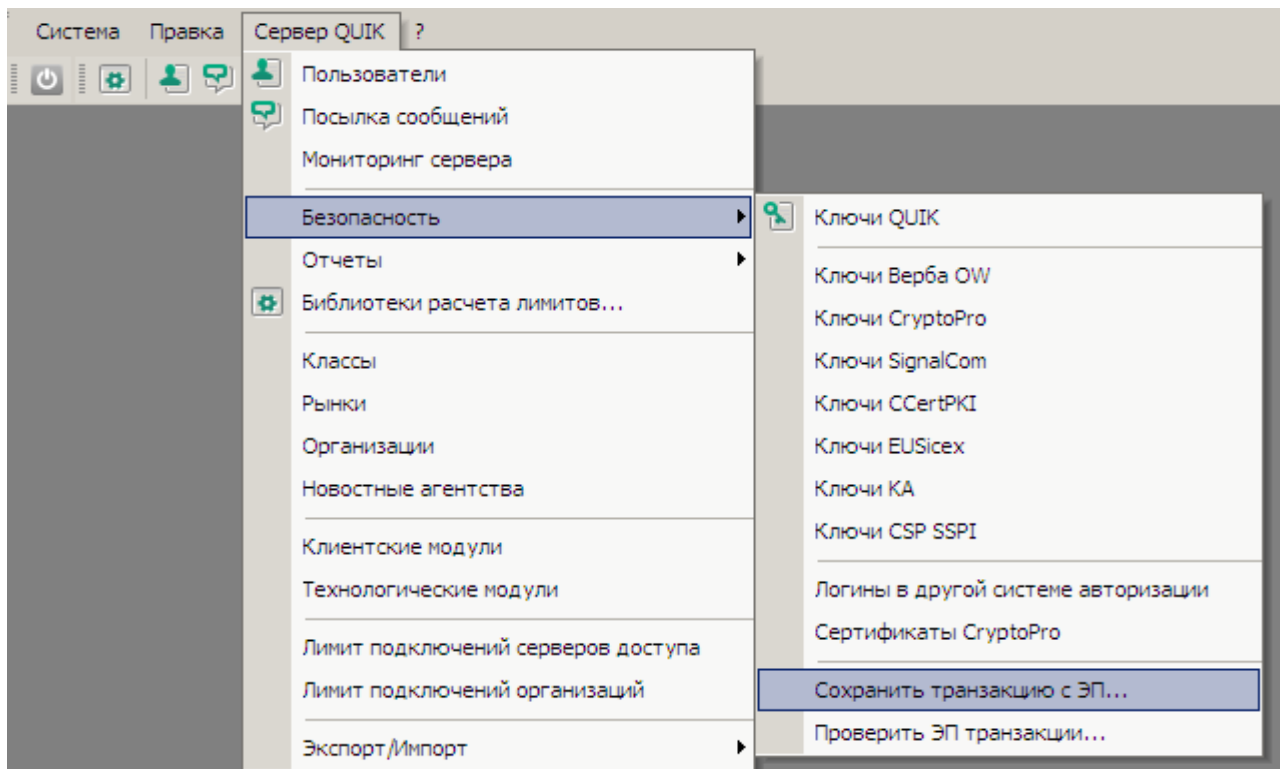 Система Правка Сервер QUIK ?
Пользователи
Посылка сообщений
Мониторинг сервера
Безопасность
Отчеты
Библиотеки расчета лимитов...
Классы
Рынки
Организации
Новостные агентства
Клиентские модули
Технологические модули
Лимит подключений серверов доступа
Лимит подключений организаций
Экспорт/Импорт
Ключи QUIK
Ключи Верба OW
Ключи CryptoPro
Ключи SignalCom
Ключи CCertPKI
Ключи EUSicex
Ключи КА
Ключи CSP SSPI
Логины в другой системе авторизации
Сертификаты CryptoPro
Сохранить транзакцию с ЭП...
Проверить ЭП транзакции...